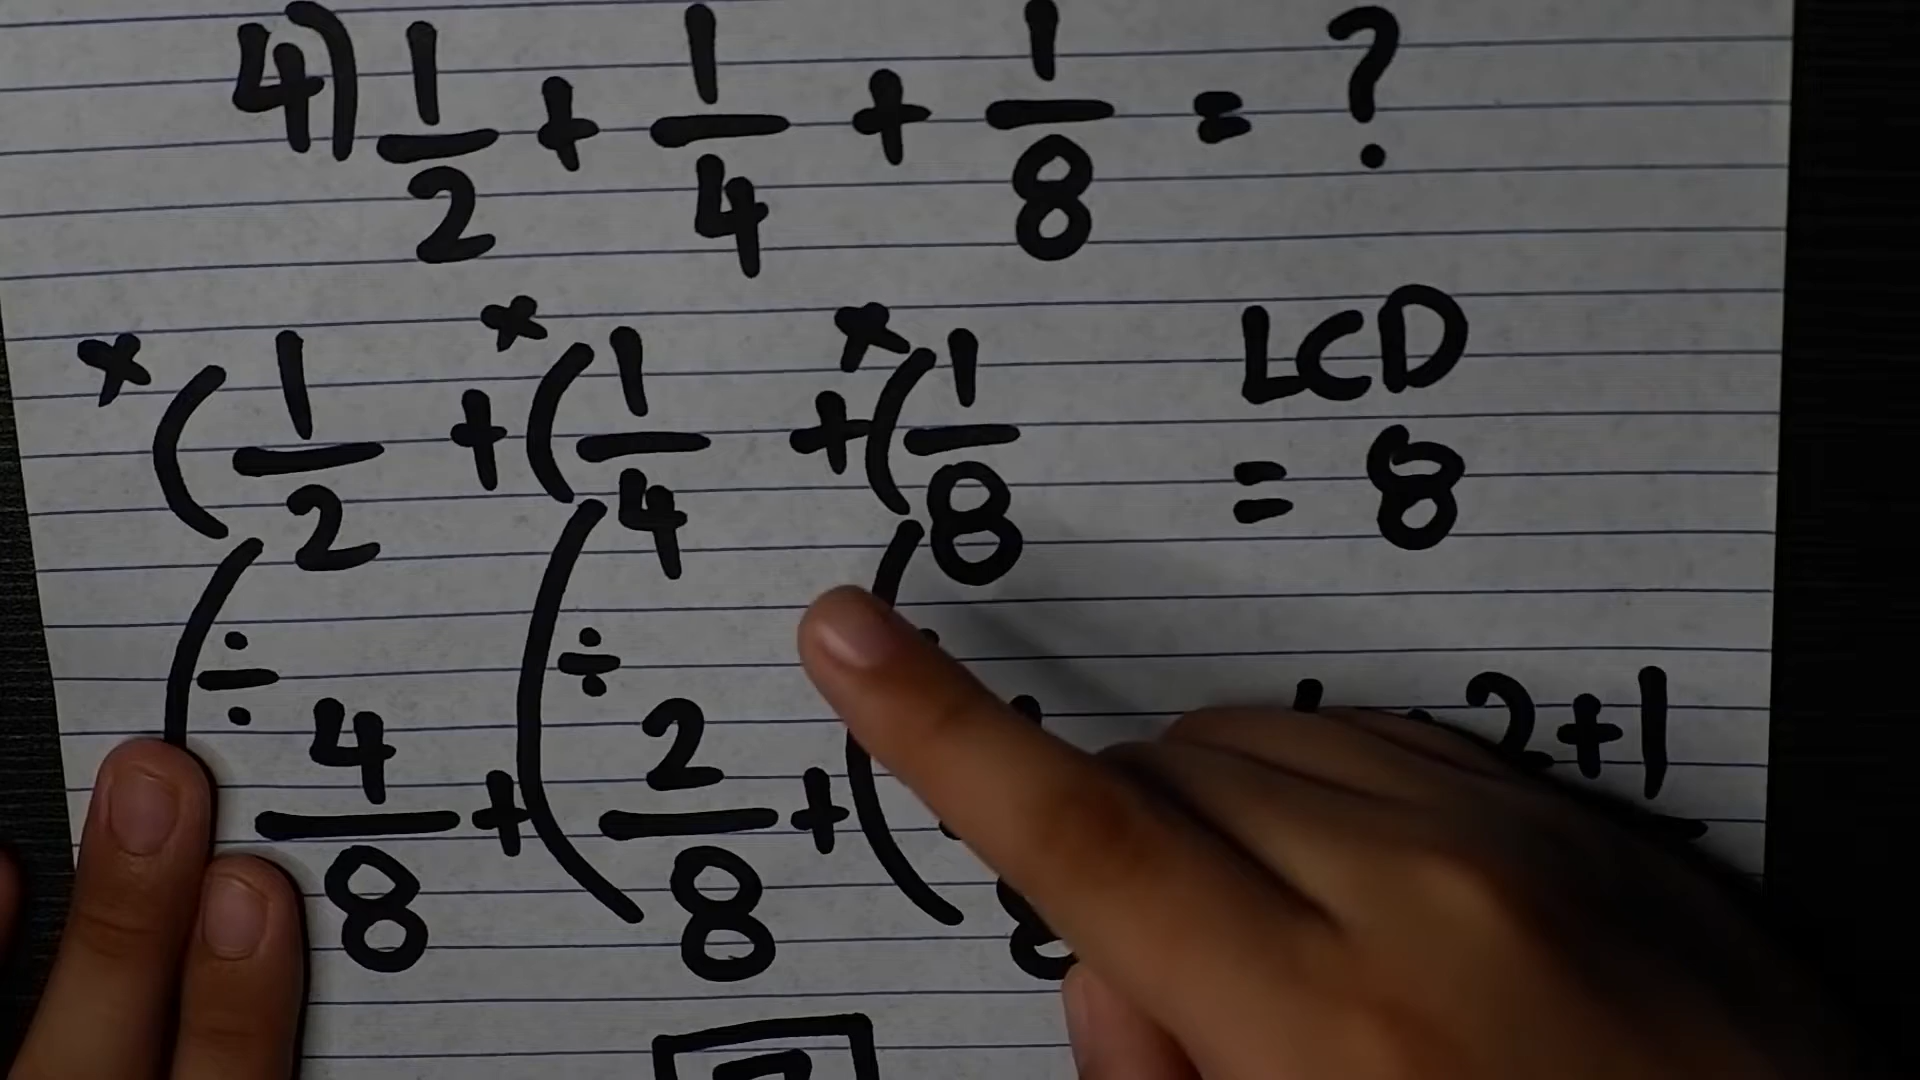 4) 1/2 + 1/4 + 1/8 = ?
× ( 1/2 + × ( 1/4 + × ( 1/8
LCD
= 8
( ÷ 4/8 + ( ÷ 2/8 + (
2+1